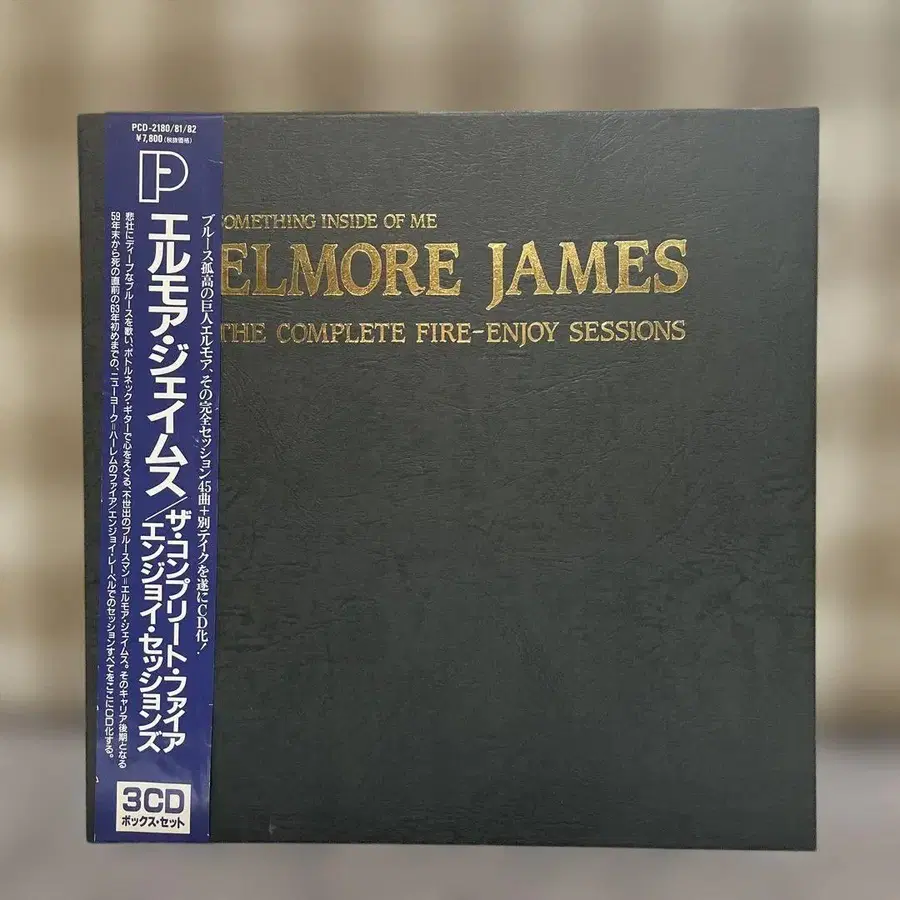 PCD-2180/81/82
¥7,800(税抜価格)
P
ブルース孤高の巨人エルモア、その完全セッション45曲+別テイクを遂にCD化!
エルモア・ジェイムス/ザ・コンプリート・ファイア
エンジョイ・セッションズ
悲壮にディープなブルースを歌い、ボトルネック・ギターで心をえぐる、不世出のブルースマン=エルモア・ジェイムス。そのキャリア後期となる
59年末から死の直前の63年初めまでの、ニューヨーク=ハーレムのファイア/エンジョイ・レーベルでのセッションすべてをここにCD化する。
3CD
ボックス・セット
SOMETHING INSIDE OF ME
ELMORE JAMES
THE COMPLETE FIRE-ENJOY SESSIONS